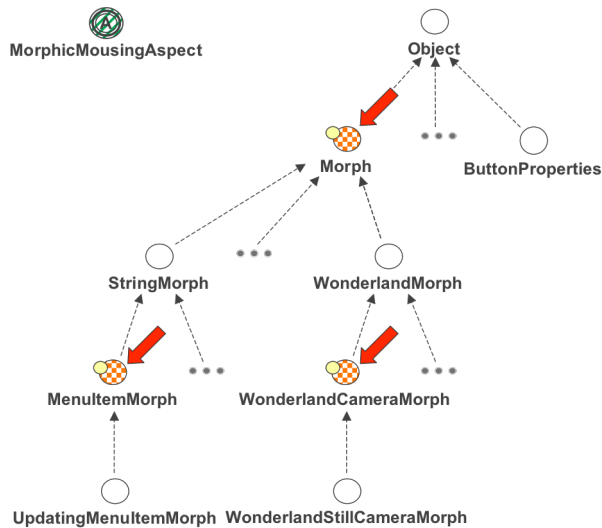 A
MorphicMousingAspect
Object
Morph
ButtonProperties
StringMorph
WonderlandMorph
MenuItemMorph
WonderlandCameraMorph
UpdatingMenuItemMorph
WonderlandStillCameraMorph